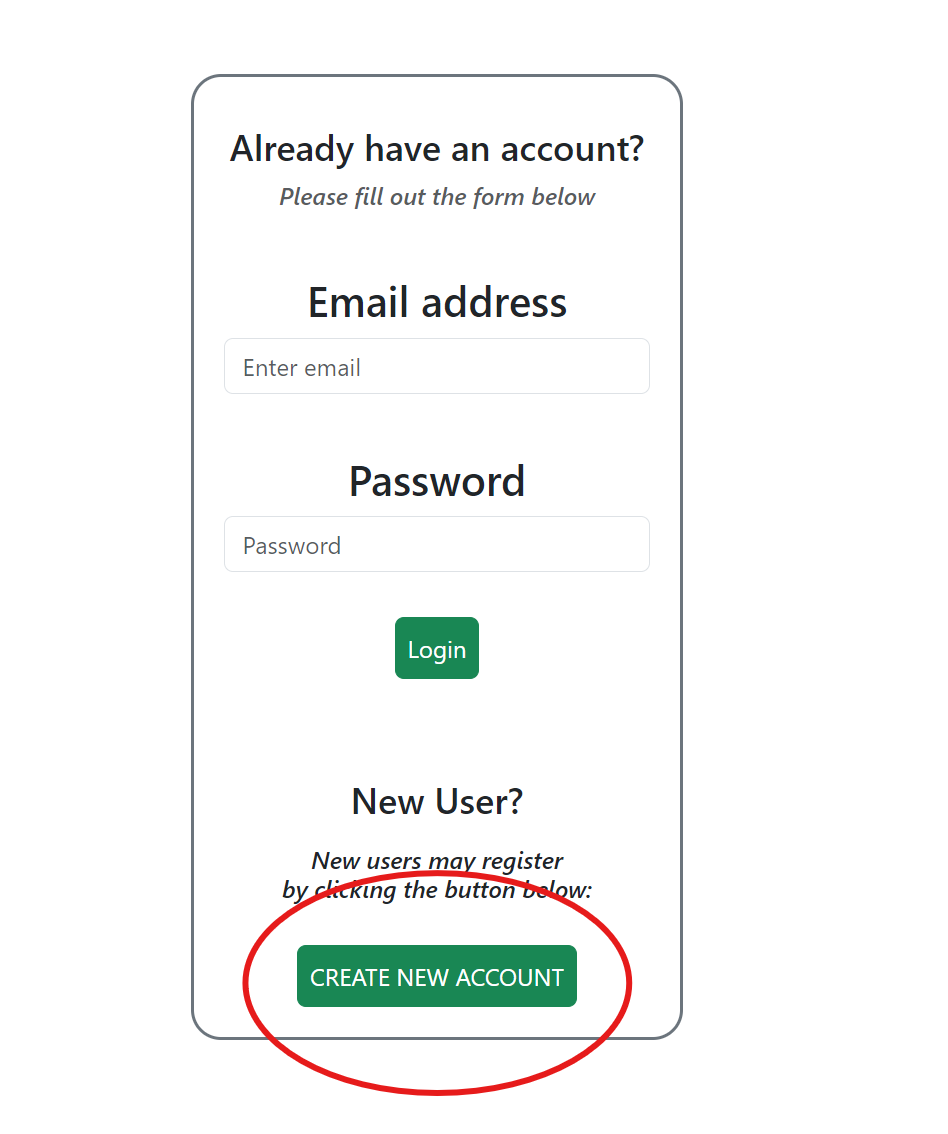 Already have an account?
Please fill out the form below
Email address
Enter email
Password
Password
Login
New User?
New users may register
by clicking the button below:
CREATE NEW ACCOUNT